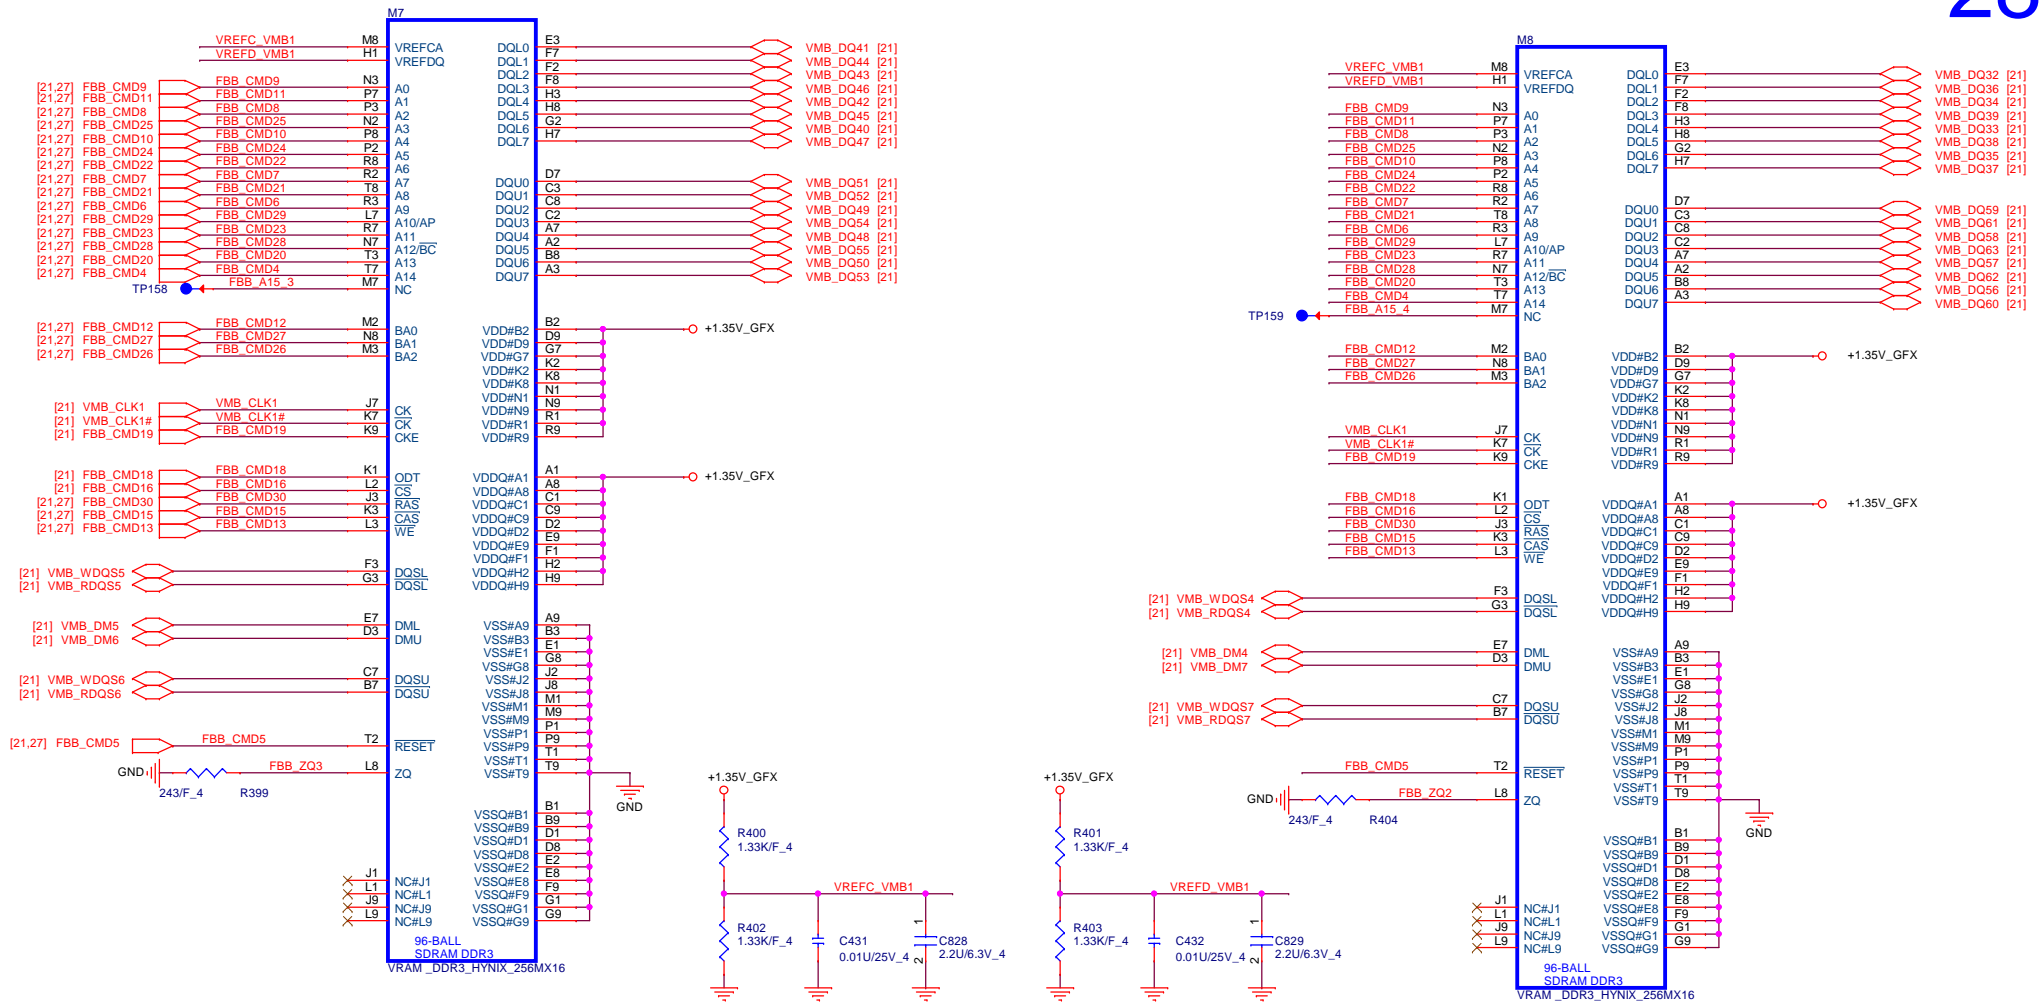 28
M7
VREFC_VMB1 M8 VREFCA DQL0 E3 VMB_DQ41 [21]
VREFD_VMB1 H1 VREFDQ DQL1 F7 VMB_DQ44 [21]
DQL2 F2 VMB_DQ43 [21]
[21,27] FBB_CMD9 FBB_CMD9 N3 A0 DQL3 F8 VMB_DQ46 [21]
[21,27] FBB_CMD11 FBB_CMD11 P7 A1 DQL4 H3 VMB_DQ42 [21]
[21,27] FBB_CMD8 FBB_CMD8 P3 A2 DQL5 H8 VMB_DQ45 [21]
[21,27] FBB_CMD25 FBB_CMD25 N2 A3 DQL6 G2 VMB_DQ40 [21]
[21,27] FBB_CMD10 FBB_CMD10 P8 A4 DQL7 H7 VMB_DQ47 [21]
[21,27] FBB_CMD24 FBB_CMD24 P2 A5
[21,27] FBB_CMD22 FBB_CMD22 R8 A6
[21,27] FBB_CMD7 FBB_CMD7 R2 A7 DQU0 D7 VMB_DQ51 [21]
[21,27] FBB_CMD21 FBB_CMD21 T8 A8 DQU1 C3 VMB_DQ52 [21]
[21,27] FBB_CMD6 FBB_CMD6 R3 A9 DQU2 C8 VMB_DQ49 [21]
[21,27] FBB_CMD29 FBB_CMD29 L7 A10/AP DQU3 C2 VMB_DQ54 [21]
[21,27] FBB_CMD23 FBB_CMD23 R7 A11 DQU4 A7 VMB_DQ48 [21]
[21,27] FBB_CMD28 FBB_CMD28 N7 A12/BC DQU5 A2 VMB_DQ55 [21]
[21,27] FBB_CMD20 FBB_CMD20 T3 A13 DQU6 B8 VMB_DQ50 [21]
[21,27] FBB_CMD4 FBB_CMD4 T7 A14 DQU7 A3 VMB_DQ53 [21]
TP158 FBB_A15_3 M7 NC
[21,27] FBB_CMD12 FBB_CMD12 M2 BA0 VDD#B2 B2 +1.35V_GFX
[21,27] FBB_CMD27 FBB_CMD27 N8 BA1 VDD#D9 D9
[21,27] FBB_CMD26 FBB_CMD26 M3 BA2 VDD#G7 G7
VDD#K2 K2
VDD#K8 K8
VDD#N1 N1
[21] VMB_CLK1 VMB_CLK1 J7 CK VDD#N9 N9
[21] VMB_CLK1# VMB_CLK1# K7 CK VDD#R1 R1
[21] FBB_CMD19 FBB_CMD19 K9 CKE VDD#R9 R9
[21] FBB_CMD18 FBB_CMD18 K1 ODT VDDQ#A1 A1 +1.35V_GFX
[21] FBB_CMD16 FBB_CMD16 L2 CS VDDQ#A8 A8
[21,27] FBB_CMD30 FBB_CMD30 J3 RAS VDDQ#C1 C1
[21,27] FBB_CMD15 FBB_CMD15 K3 CAS VDDQ#C9 C9
[21,27] FBB_CMD13 FBB_CMD13 L3 WE VDDQ#D2 D2
VDDQ#E9 E9
VDDQ#F1 F1
[21] VMB_WDQS5 F3 DQSL VDDQ#H2 H2
[21] VMB_RDQS5 G3 DQSL VDDQ#H9 H9
[21] VMB_DM5 E7 DML VSS#A9 A9
[21] VMB_DM6 D3 DMU VSS#B3 B3
VSS#E1 E1
VSS#G8 G8
[21] VMB_WDQS6 C7 DQSU VSS#J2 J2
[21] VMB_RDQS6 B7 DQSU VSS#J8 J8
VSS#M1 M1
VSS#M9 M9
VSS#P1 P1
[21,27] FBB_CMD5 FBB_CMD5 T2 RESET VSS#P9 P9
VSS#T1 T1
GND FBB_ZQ3 L8 ZQ VSS#T9 T9
243/F_4 R399
GND
VSSQ#B1 B1
VSSQ#B9 B9
VSSQ#D1 D1
VSSQ#D8 D8
VSSQ#E2 E2
J1 NC#J1 VSSQ#E8 E8
L1 NC#L1 VSSQ#F9 F9
J9 NC#J9 VSSQ#G1 G1
L9 NC#L9 VSSQ#G9 G9
96-BALL
SDRAM DDR3
VRAM _DDR3_HYNIX_256MX16
+1.35V_GFX
R400
1.33K/F_4
VREFC_VMB1
R402
1.33K/F_4
C431
0.01U/25V_4
1
C828
2.2U/6.3V_4
2
+1.35V_GFX
R401
1.33K/F_4
VREFD_VMB1
R403
1.33K/F_4
C432
0.01U/25V_4
1
C829
2.2U/6.3V_4
2
M8
VREFC_VMB1 M8 VREFCA DQL0 E3 VMB_DQ32 [21]
VREFD_VMB1 H1 VREFDQ DQL1 F7 VMB_DQ36 [21]
DQL2 F2 VMB_DQ34 [21]
FBB_CMD9 N3 A0 DQL3 F8 VMB_DQ39 [21]
FBB_CMD11 P7 A1 DQL4 H3 VMB_DQ33 [21]
FBB_CMD8 P3 A2 DQL5 H8 VMB_DQ38 [21]
FBB_CMD25 N2 A3 DQL6 G2 VMB_DQ35 [21]
FBB_CMD10 P8 A4 DQL7 H7 VMB_DQ37 [21]
FBB_CMD24 P2 A5
FBB_CMD22 R8 A6
FBB_CMD7 R2 A7 DQU0 D7 VMB_DQ59 [21]
FBB_CMD21 T8 A8 DQU1 C3 VMB_DQ61 [21]
FBB_CMD6 R3 A9 DQU2 C8 VMB_DQ58 [21]
FBB_CMD29 L7 A10/AP DQU3 C2 VMB_DQ63 [21]
FBB_CMD23 R7 A11 DQU4 A7 VMB_DQ57 [21]
FBB_CMD28 N7 A12/BC DQU5 A2 VMB_DQ62 [21]
FBB_CMD20 T3 A13 DQU6 B8 VMB_DQ56 [21]
FBB_CMD4 T7 A14 DQU7 A3 VMB_DQ60 [21]
TP159 FBB_A15_4 M7 NC
FBB_CMD12 M2 BA0 VDD#B2 B2 +1.35V_GFX
FBB_CMD27 N8 BA1 VDD#D9 D9
FBB_CMD26 M3 BA2 VDD#G7 G7
VDD#K2 K2
VDD#K8 K8
VDD#N1 N1
VMB_CLK1 J7 CK VDD#N9 N9
VMB_CLK1# K7 CK VDD#R1 R1
FBB_CMD19 K9 CKE VDD#R9 R9
FBB_CMD18 K1 ODT VDDQ#A1 A1 +1.35V_GFX
FBB_CMD16 L2 CS VDDQ#A8 A8
FBB_CMD30 J3 RAS VDDQ#C1 C1
FBB_CMD15 K3 CAS VDDQ#C9 C9
FBB_CMD13 L3 WE VDDQ#D2 D2
VDDQ#E9 E9
VDDQ#F1 F1
[21] VMB_WDQS4 F3 DQSL VDDQ#H2 H2
[21] VMB_RDQS4 G3 DQSL VDDQ#H9 H9
[21] VMB_DM4 E7 DML VSS#A9 A9
[21] VMB_DM7 D3 DMU VSS#B3 B3
VSS#E1 E1
VSS#G8 G8
[21] VMB_WDQS7 C7 DQSU VSS#J2 J2
[21] VMB_RDQS7 B7 DQSU VSS#J8 J8
VSS#M1 M1
VSS#M9 M9
VSS#P1 P1
FBB_CMD5 T2 RESET VSS#P9 P9
VSS#T1 T1
GND FBB_ZQ2 L8 ZQ VSS#T9 T9
243/F_4 R404
GND
VSSQ#B1 B1
VSSQ#B9 B9
VSSQ#D1 D1
VSSQ#D8 D8
VSSQ#E2 E2
J1 NC#J1 VSSQ#E8 E8
L1 NC#L1 VSSQ#F9 F9
J9 NC#J9 VSSQ#G1 G1
L9 NC#L9 VSSQ#G9 G9
96-BALL
SDRAM DDR3
VRAM _DDR3_HYNIX_256MX16